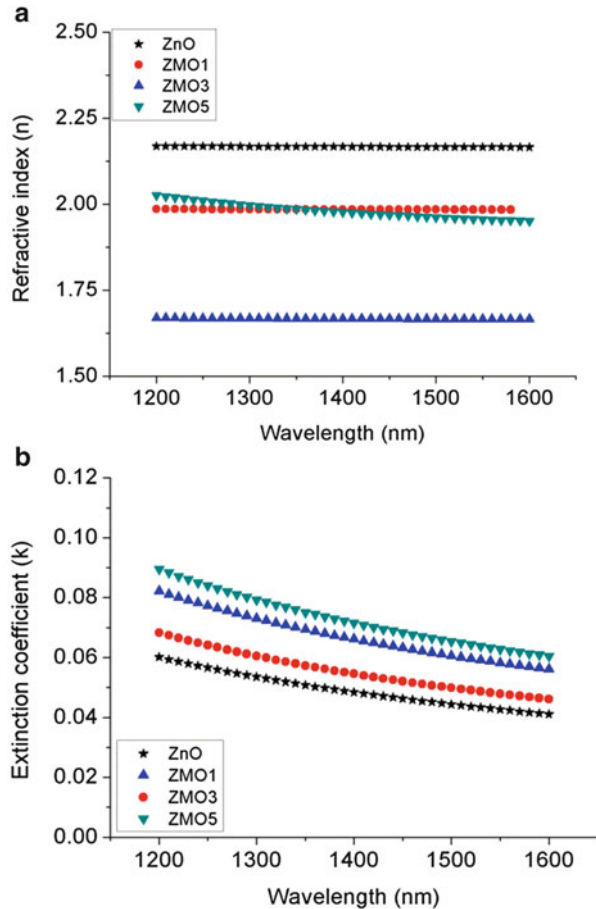 a
2.50
2.25
2.00
1.75
1.50
Refractive index (n)
ZnO
ZMO1
ZMO3
ZMO5
1200 1300 1400 1500 1600
Wavelength (nm)
b
0.12
0.10
0.08
0.06
0.04
0.02
0.00
Extinction coefficient (k)
ZnO
ZMO1
ZMO3
ZMO5
1200 1300 1400 1500 1600
Wavelength (nm)